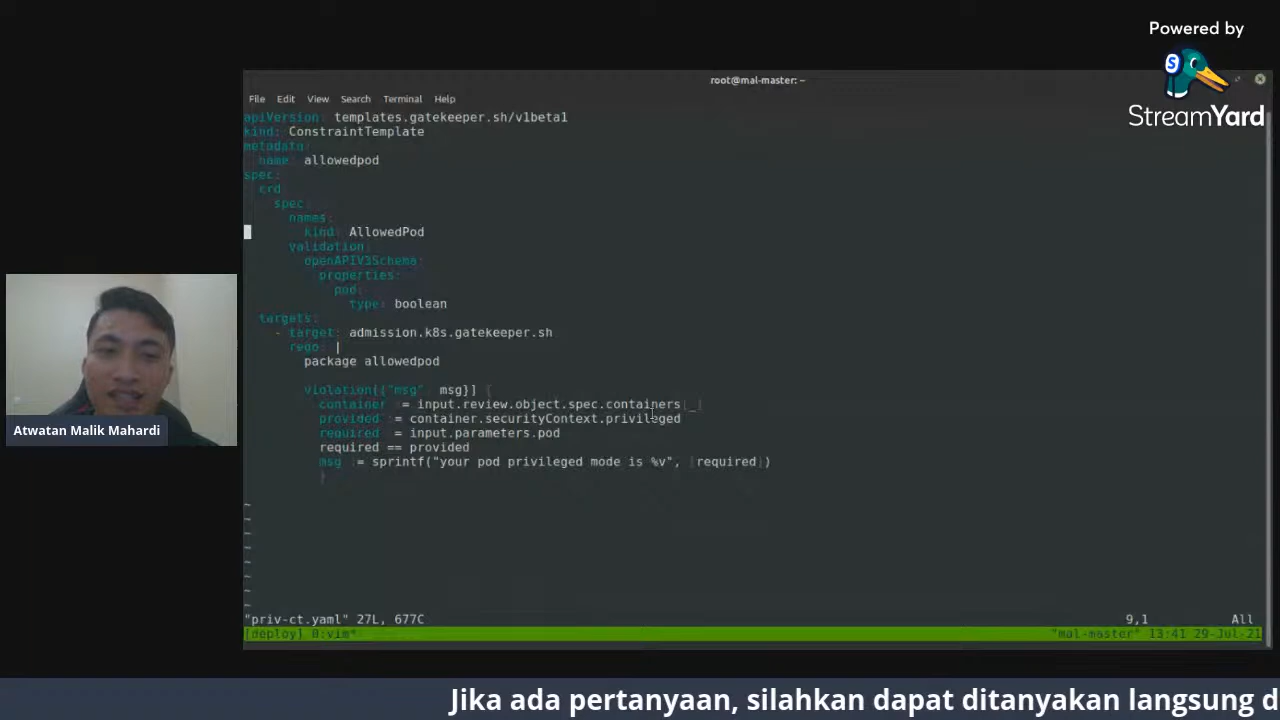 Powered by
StreamYard
root@mal-master: ~
File Edit View Search Terminal Help
apiVersion: templates.gatekeeper.sh/v1beta1
kind: ConstraintTemplate
metadata:
name: allowedpod
spec:
crd:
spec:
names:
kind: AllowedPod
validation:
openAPIV3Schema:
properties:
pod:
type: boolean
targets:
- target: admission.k8s.gatekeeper.sh
rego: |
package allowedpod
violation[{"msg": msg}] {
container := input.review.object.spec.containers[_]
provided := container.securityContext.privileged
required := input.parameters.pod
required == provided
msg := sprintf("your pod privileged mode is %v", [required])
}
~
~
~
~
~
~
~
~
"priv-ct.yaml" 27L, 677C 9,1 All
[deploy] 0:vim* "mal-master" 13:41 29-Jul-21
Atwatan Malik Mahardi
Jika ada pertanyaan, silahkan dapat ditanyakan langsung d